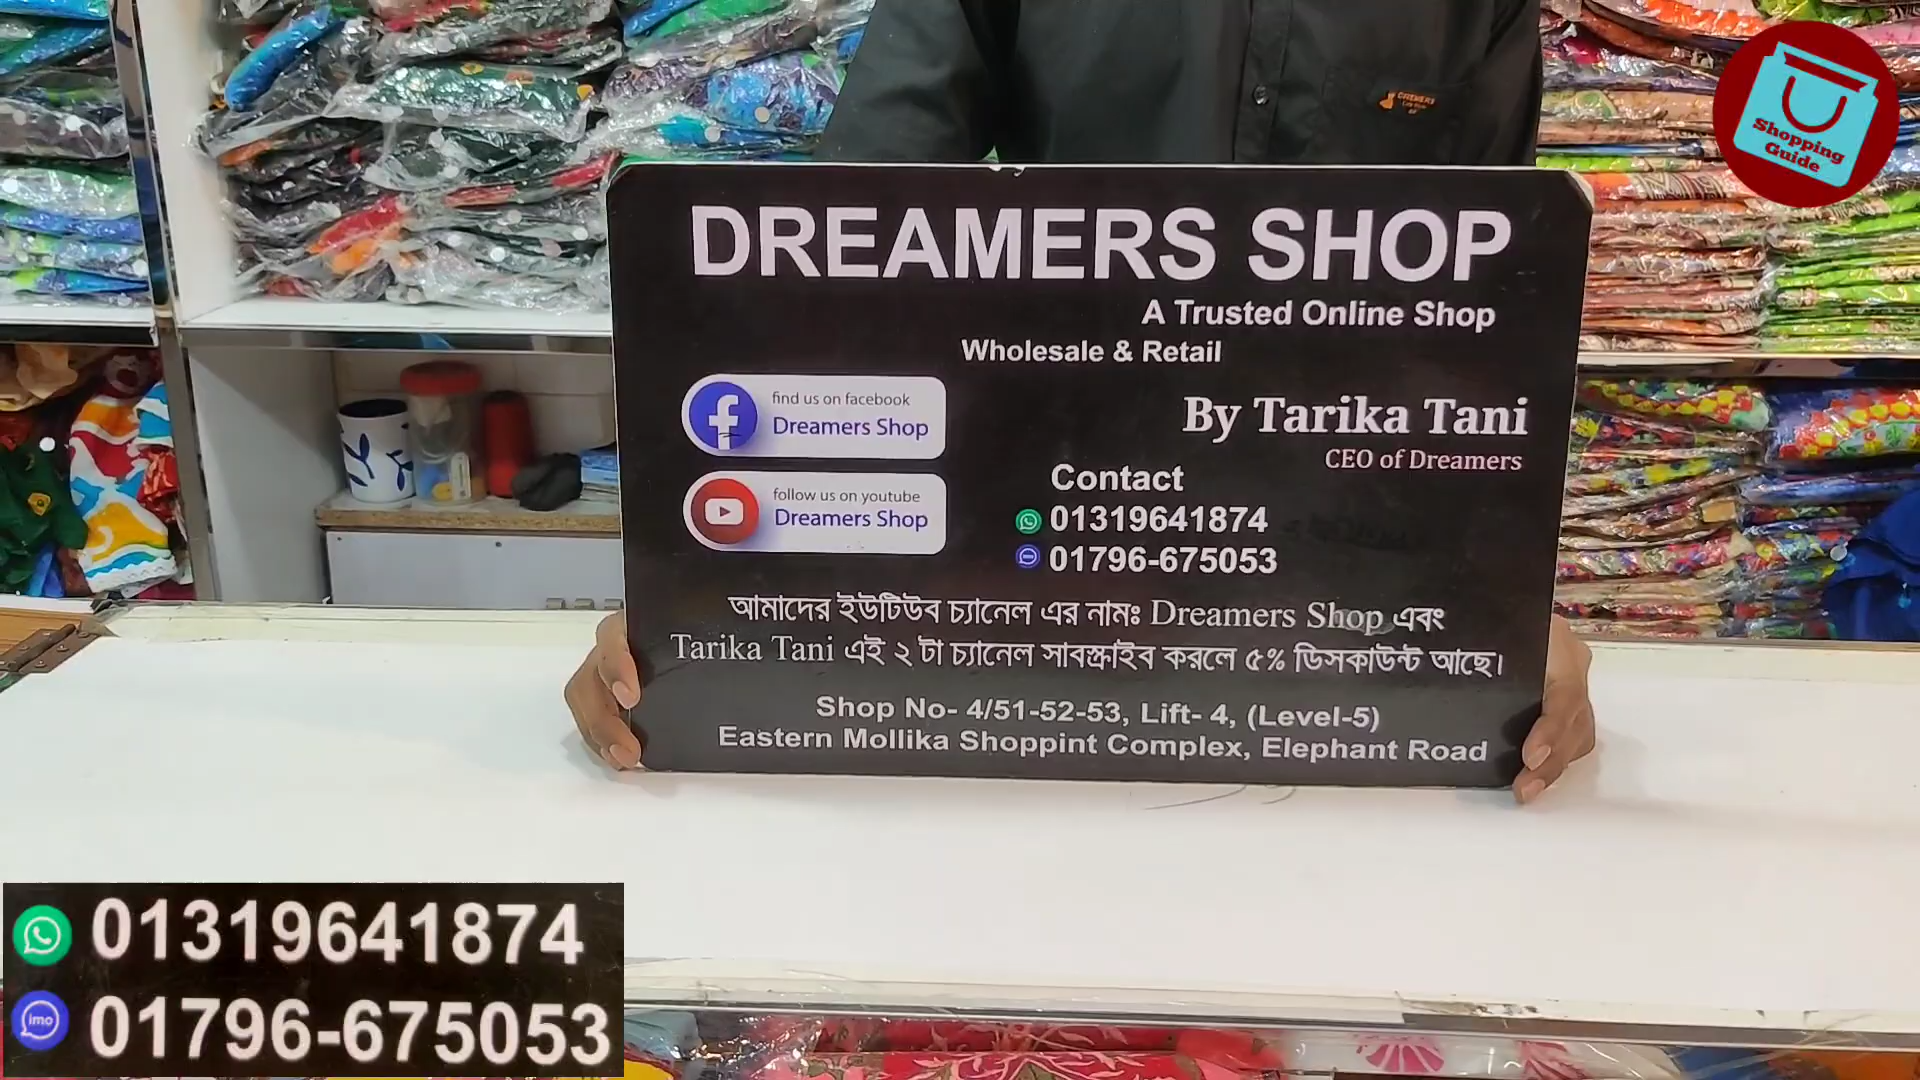 Shopping
Guide
DREAMERS SHOP
A Trusted Online Shop
Wholesale & Retail
find us on facebook
Dreamers Shop
By Tarika Tani
CEO of Dreamers
follow us on youtube
Dreamers Shop
Contact
01319641874
01796-675053
আমাদের ইউটিউব চ্যানেল এর নামঃ Dreamers Shop এবং
Tarika Tani এই ২ টা চ্যানেল সাবস্ক্রাইব করলে ৫% ডিসকাউন্ট আছে।
Shop No- 4/51-52-53, Lift- 4, (Level-5)
Eastern Mollika Shoppint Complex, Elephant Road
01319641874
imo
01796-675053